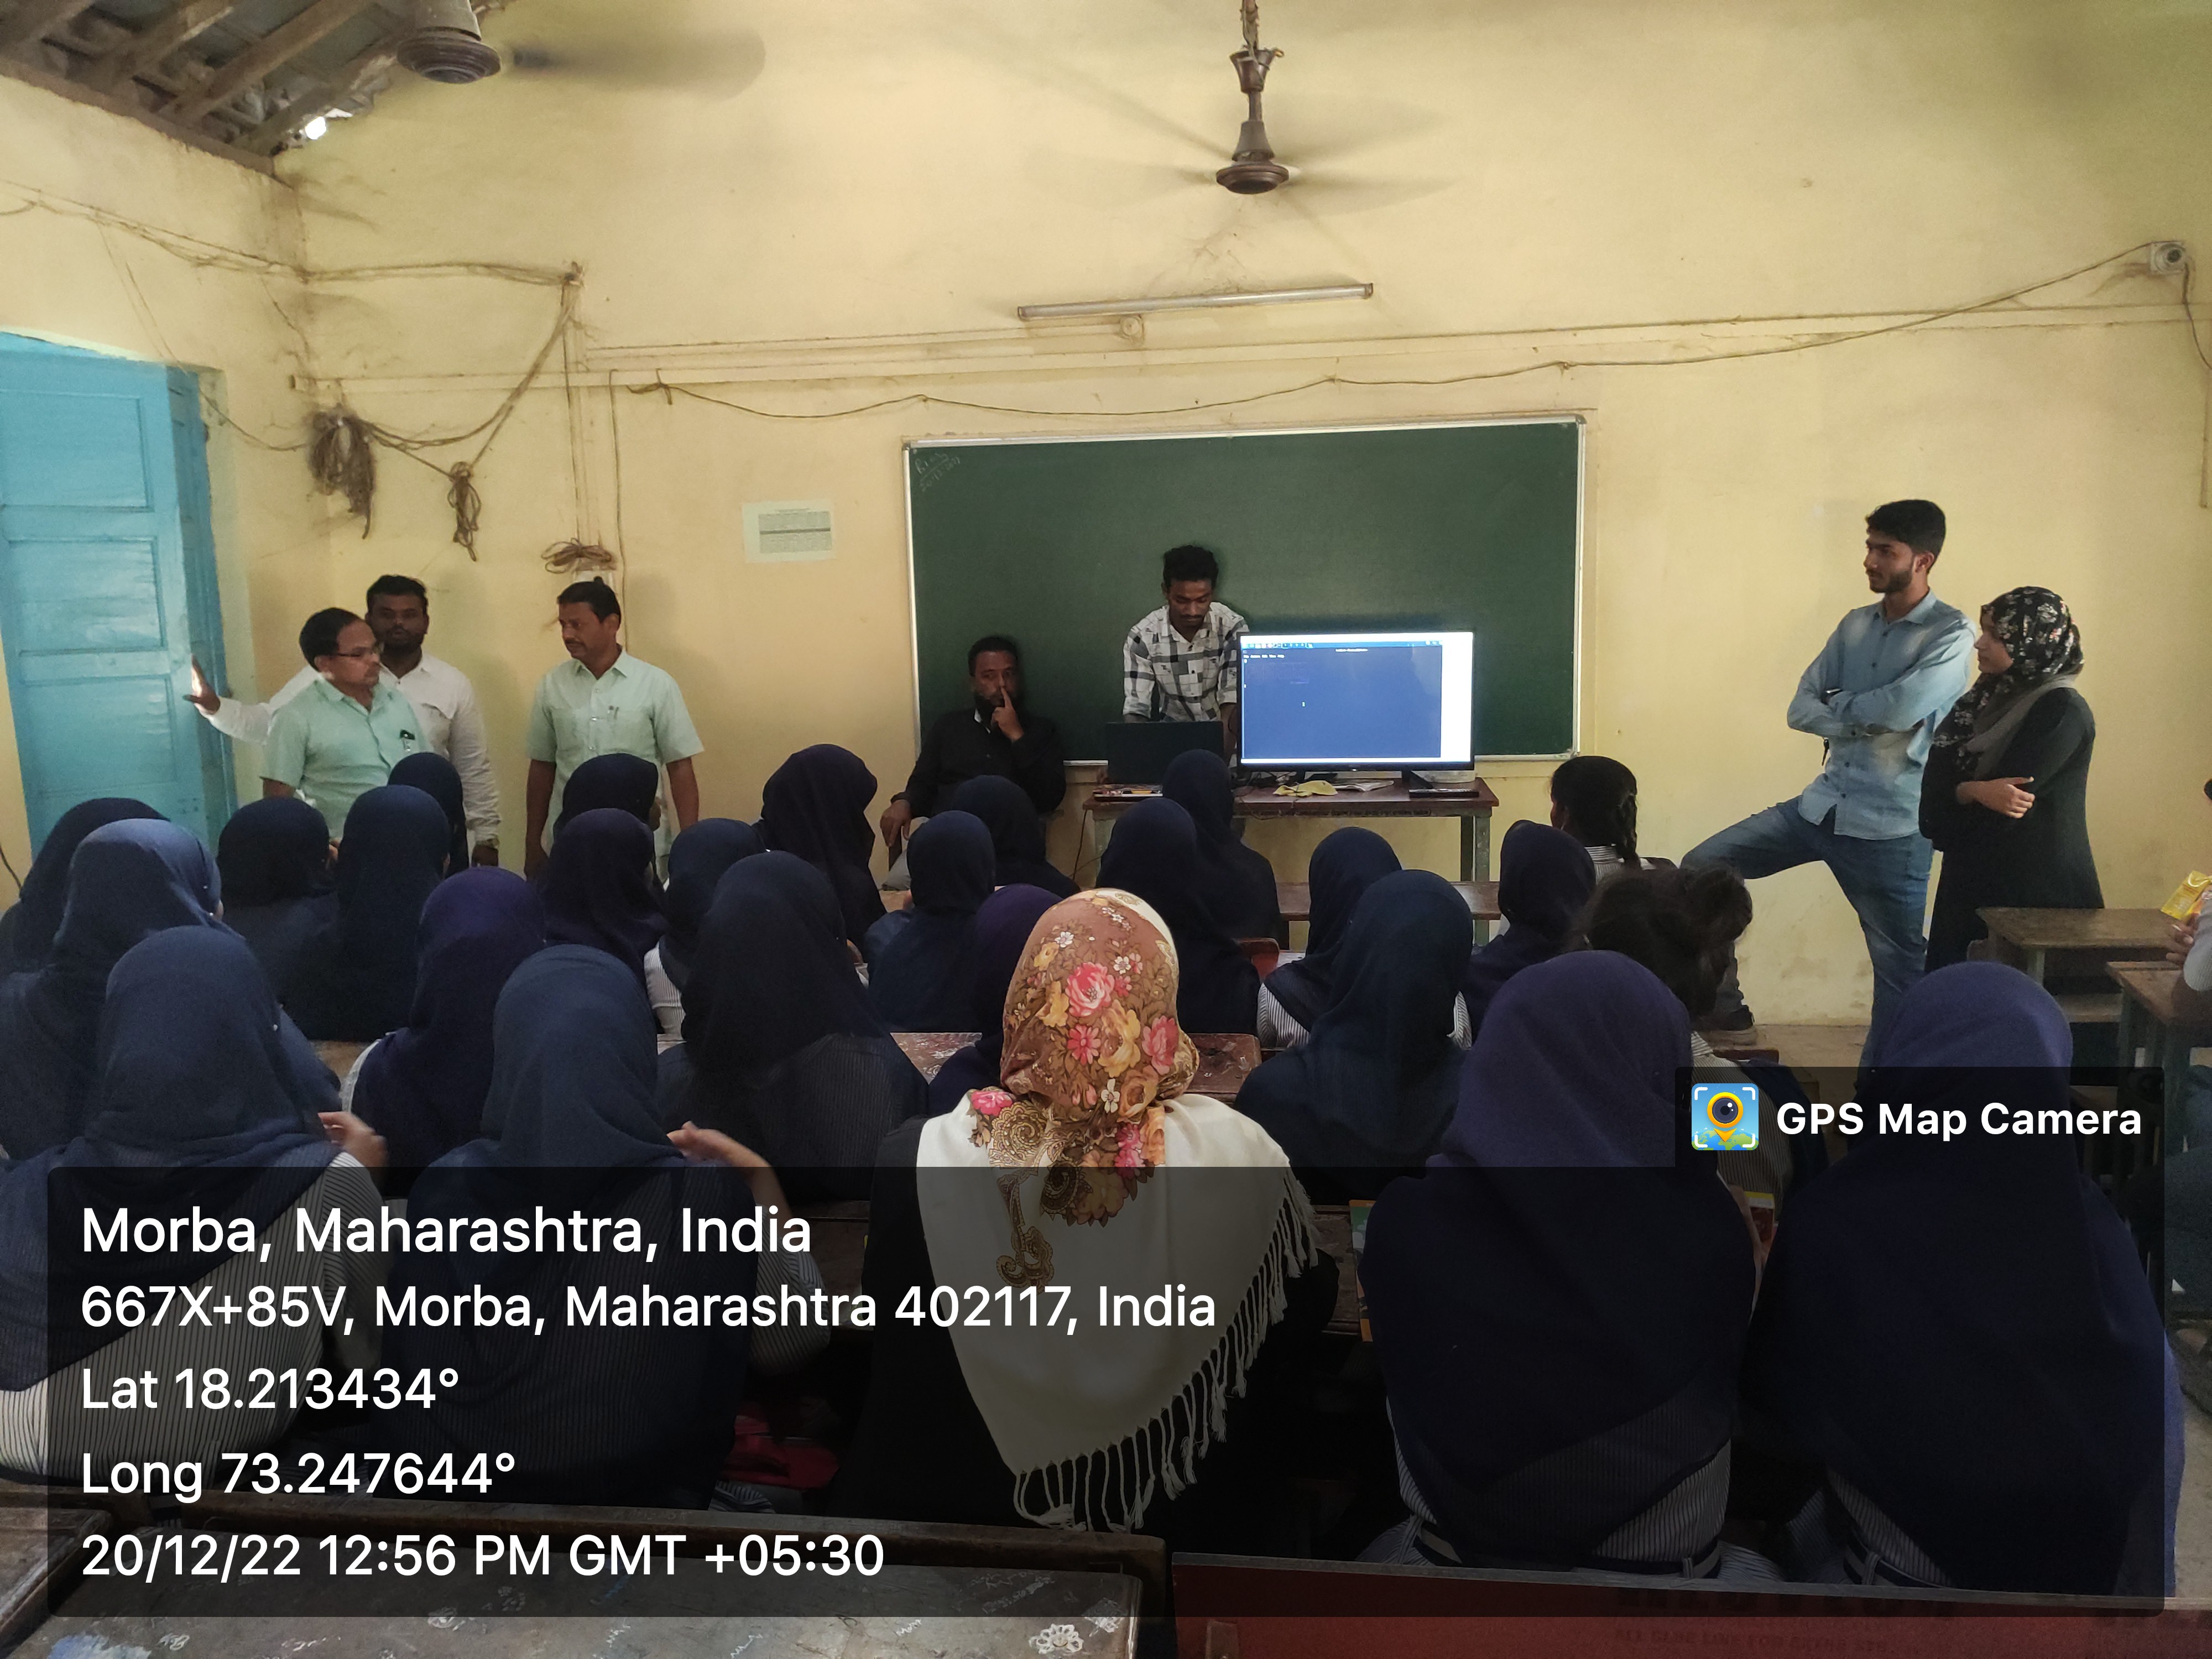 GPS Map Camera
Morba, Maharashtra, India
667X+85V, Morba, Maharashtra 402117, India
Lat 18.213434°
Long 73.247644°
20/12/22 12:56 PM GMT +05:30